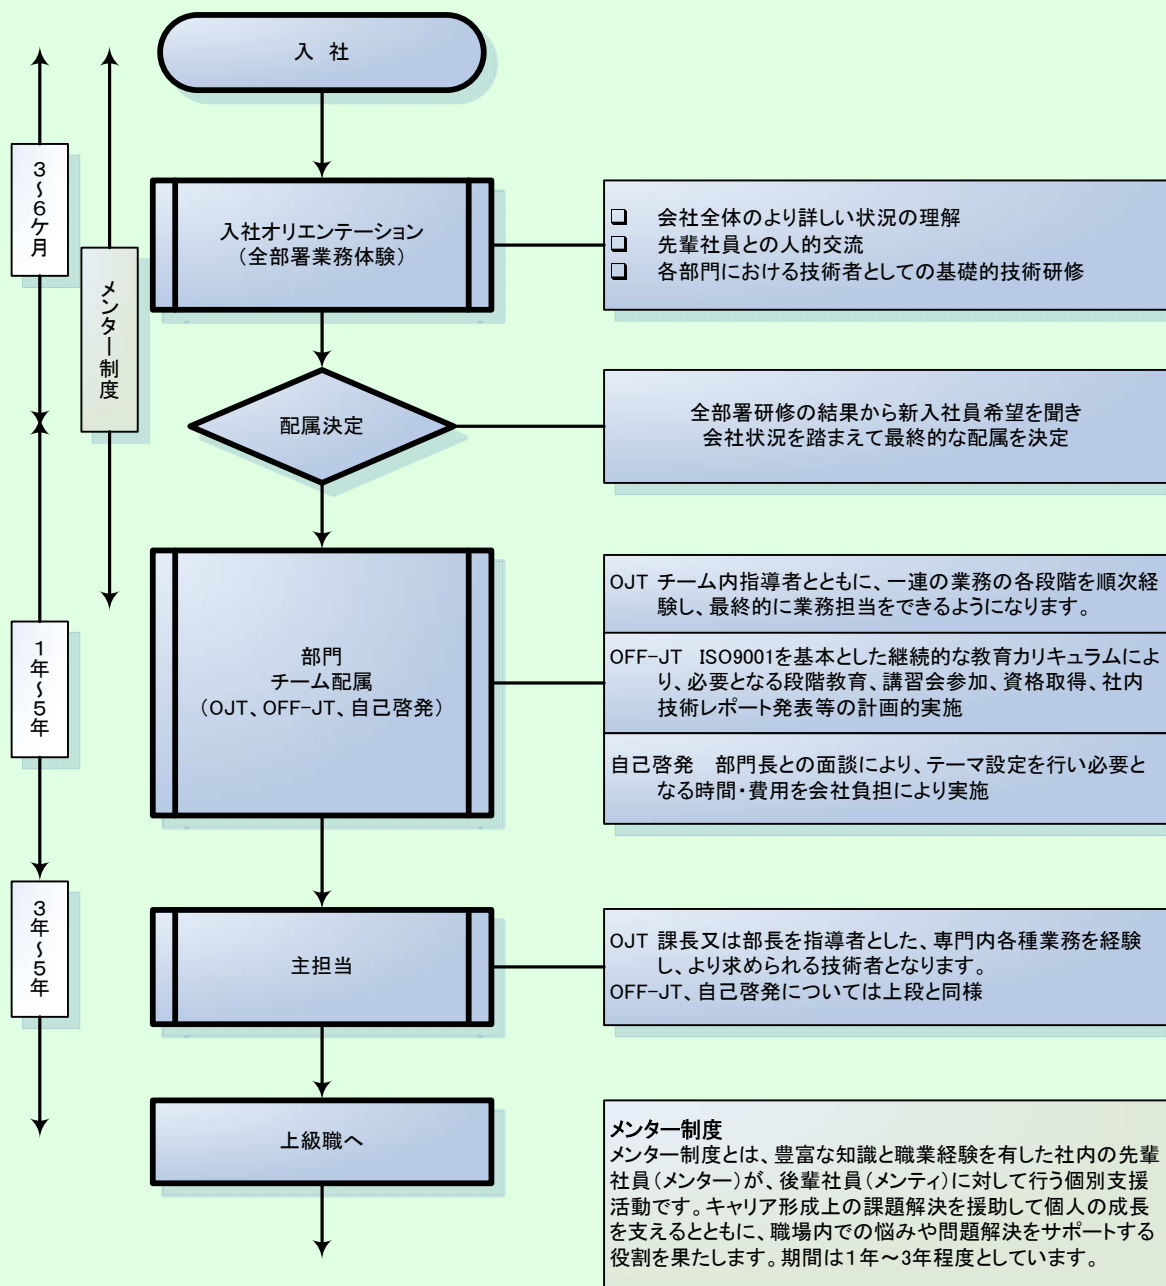 入 社
3～6ケ月
メンター制度
入社オリエンテーション
（全部署業務体験）
❑ 会社全体のより詳しい状況の理解
❑ 先輩社員との人的交流
❑ 各部門における技術者としての基礎的技術研修
配属決定
全部署研修の結果から新入社員希望を聞き
会社状況を踏まえて最終的な配属を決定
1年～5年
部門
チーム配属
（OJT、OFF-JT、自己啓発）
OJT チーム内指導者とともに、一連の業務の各段階を順次経
験し、最終的に業務担当をできるようになります。
OFF-JT ISO9001を基本とした継続的な教育カリキュラムによ
り、必要となる段階教育、講習会参加、資格取得、社内
技術レポート発表等の計画的実施
自己啓発 部門長との面談により、テーマ設定を行い必要と
なる時間・費用を会社負担により実施
3年～5年
主担当
OJT 課長又は部長を指導者とした、専門内各種業務を経験
し、より求められる技術者となります。
OFF-JT、自己啓発については上段と同様
上級職へ
メンター制度
メンター制度とは、豊富な知識と職業経験を有した社内の先輩
社員（メンター）が、後輩社員（メンティ）に対して行う個別支援
活動です。キャリア形成上の課題解決を援助して個人の成長
を支えるとともに、職場内での悩みや問題解決をサポートする
役割を果たします。期間は1年～3年程度としています。